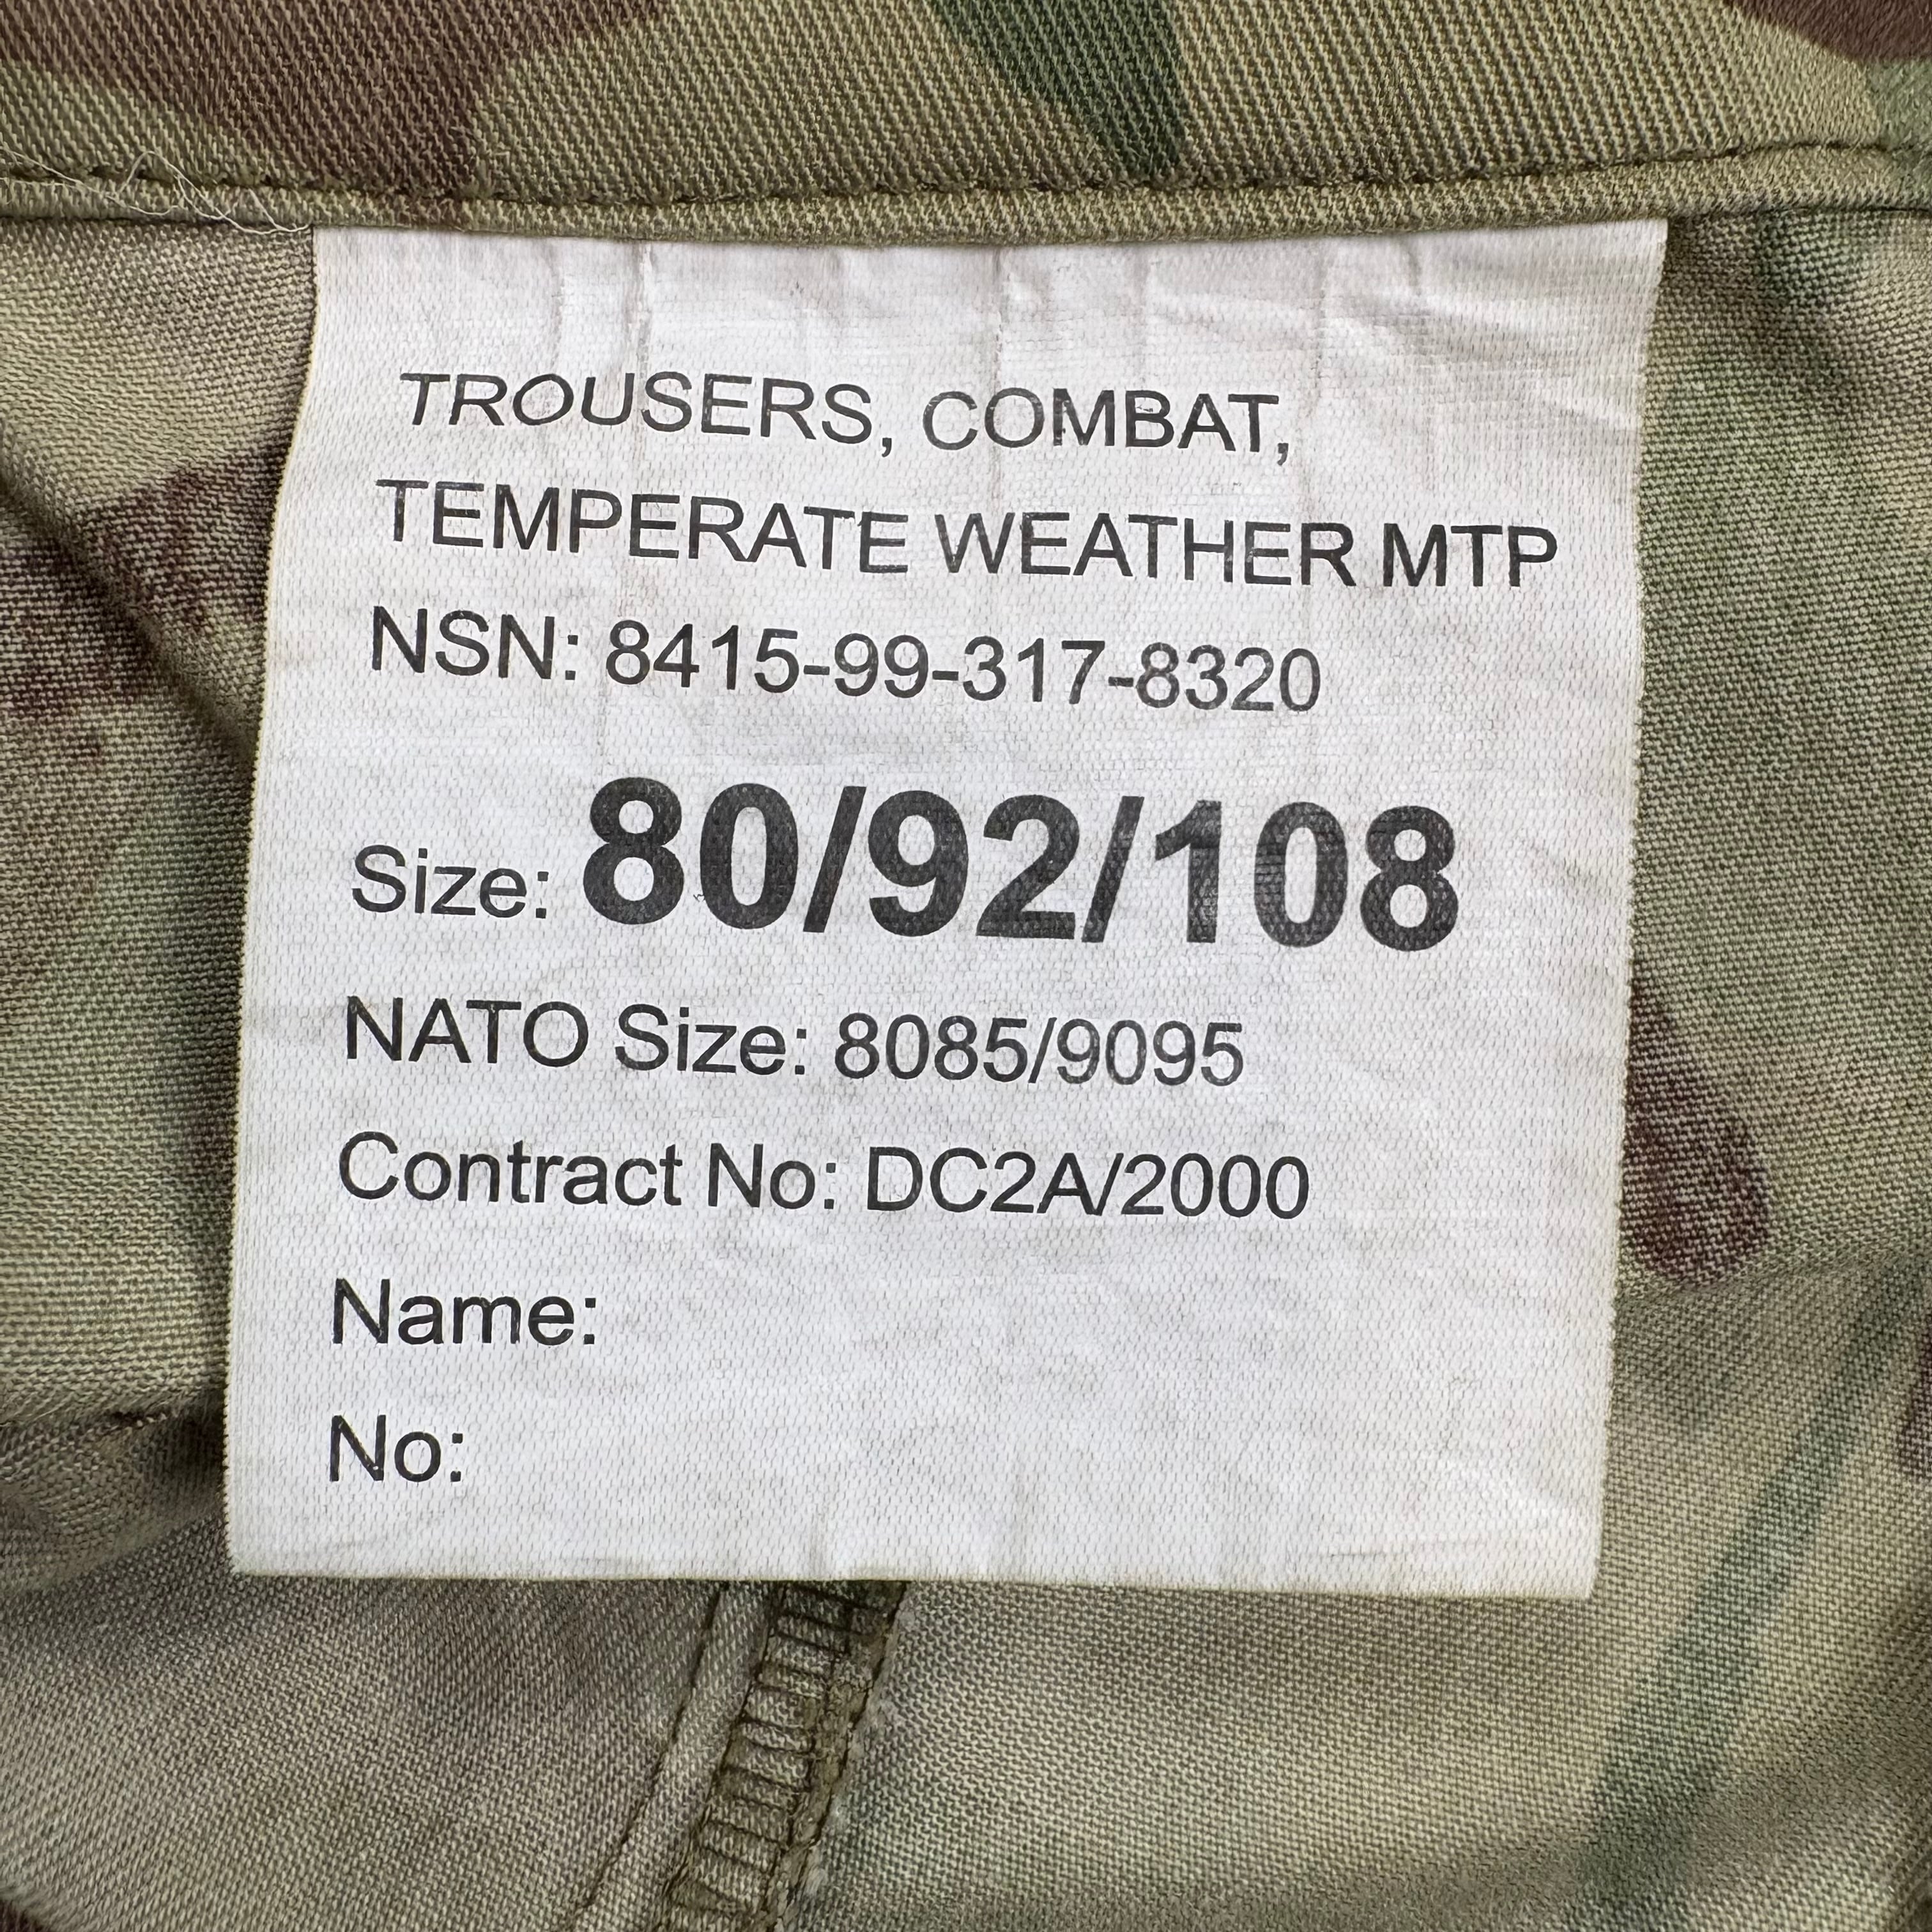 TROUSERS, COMBAT,
TEMPERATE WEATHER MTP
NSN: 8415-99-317-8320
Size: 80/92/108
NATO Size: 8085/9095
Contract No: DC2A/2000
Name:
No: